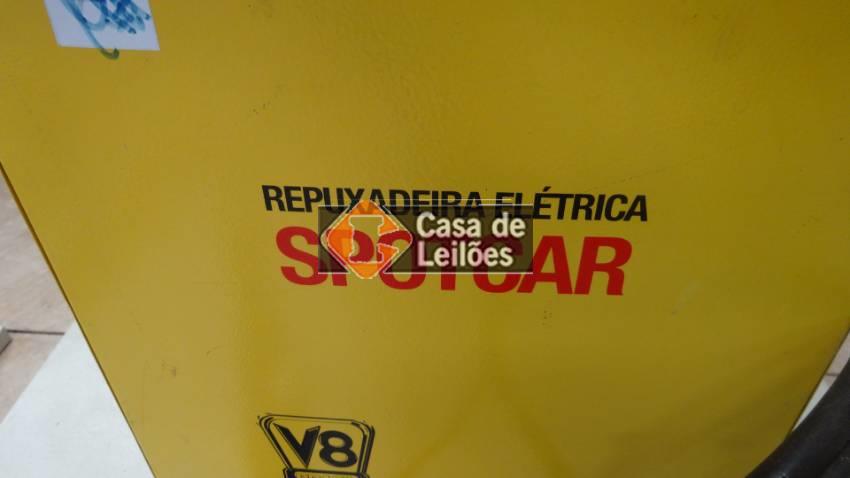 REPUXADEIRA ELÉTRICA
SPOTCAR
Casa de
Leilões
V8